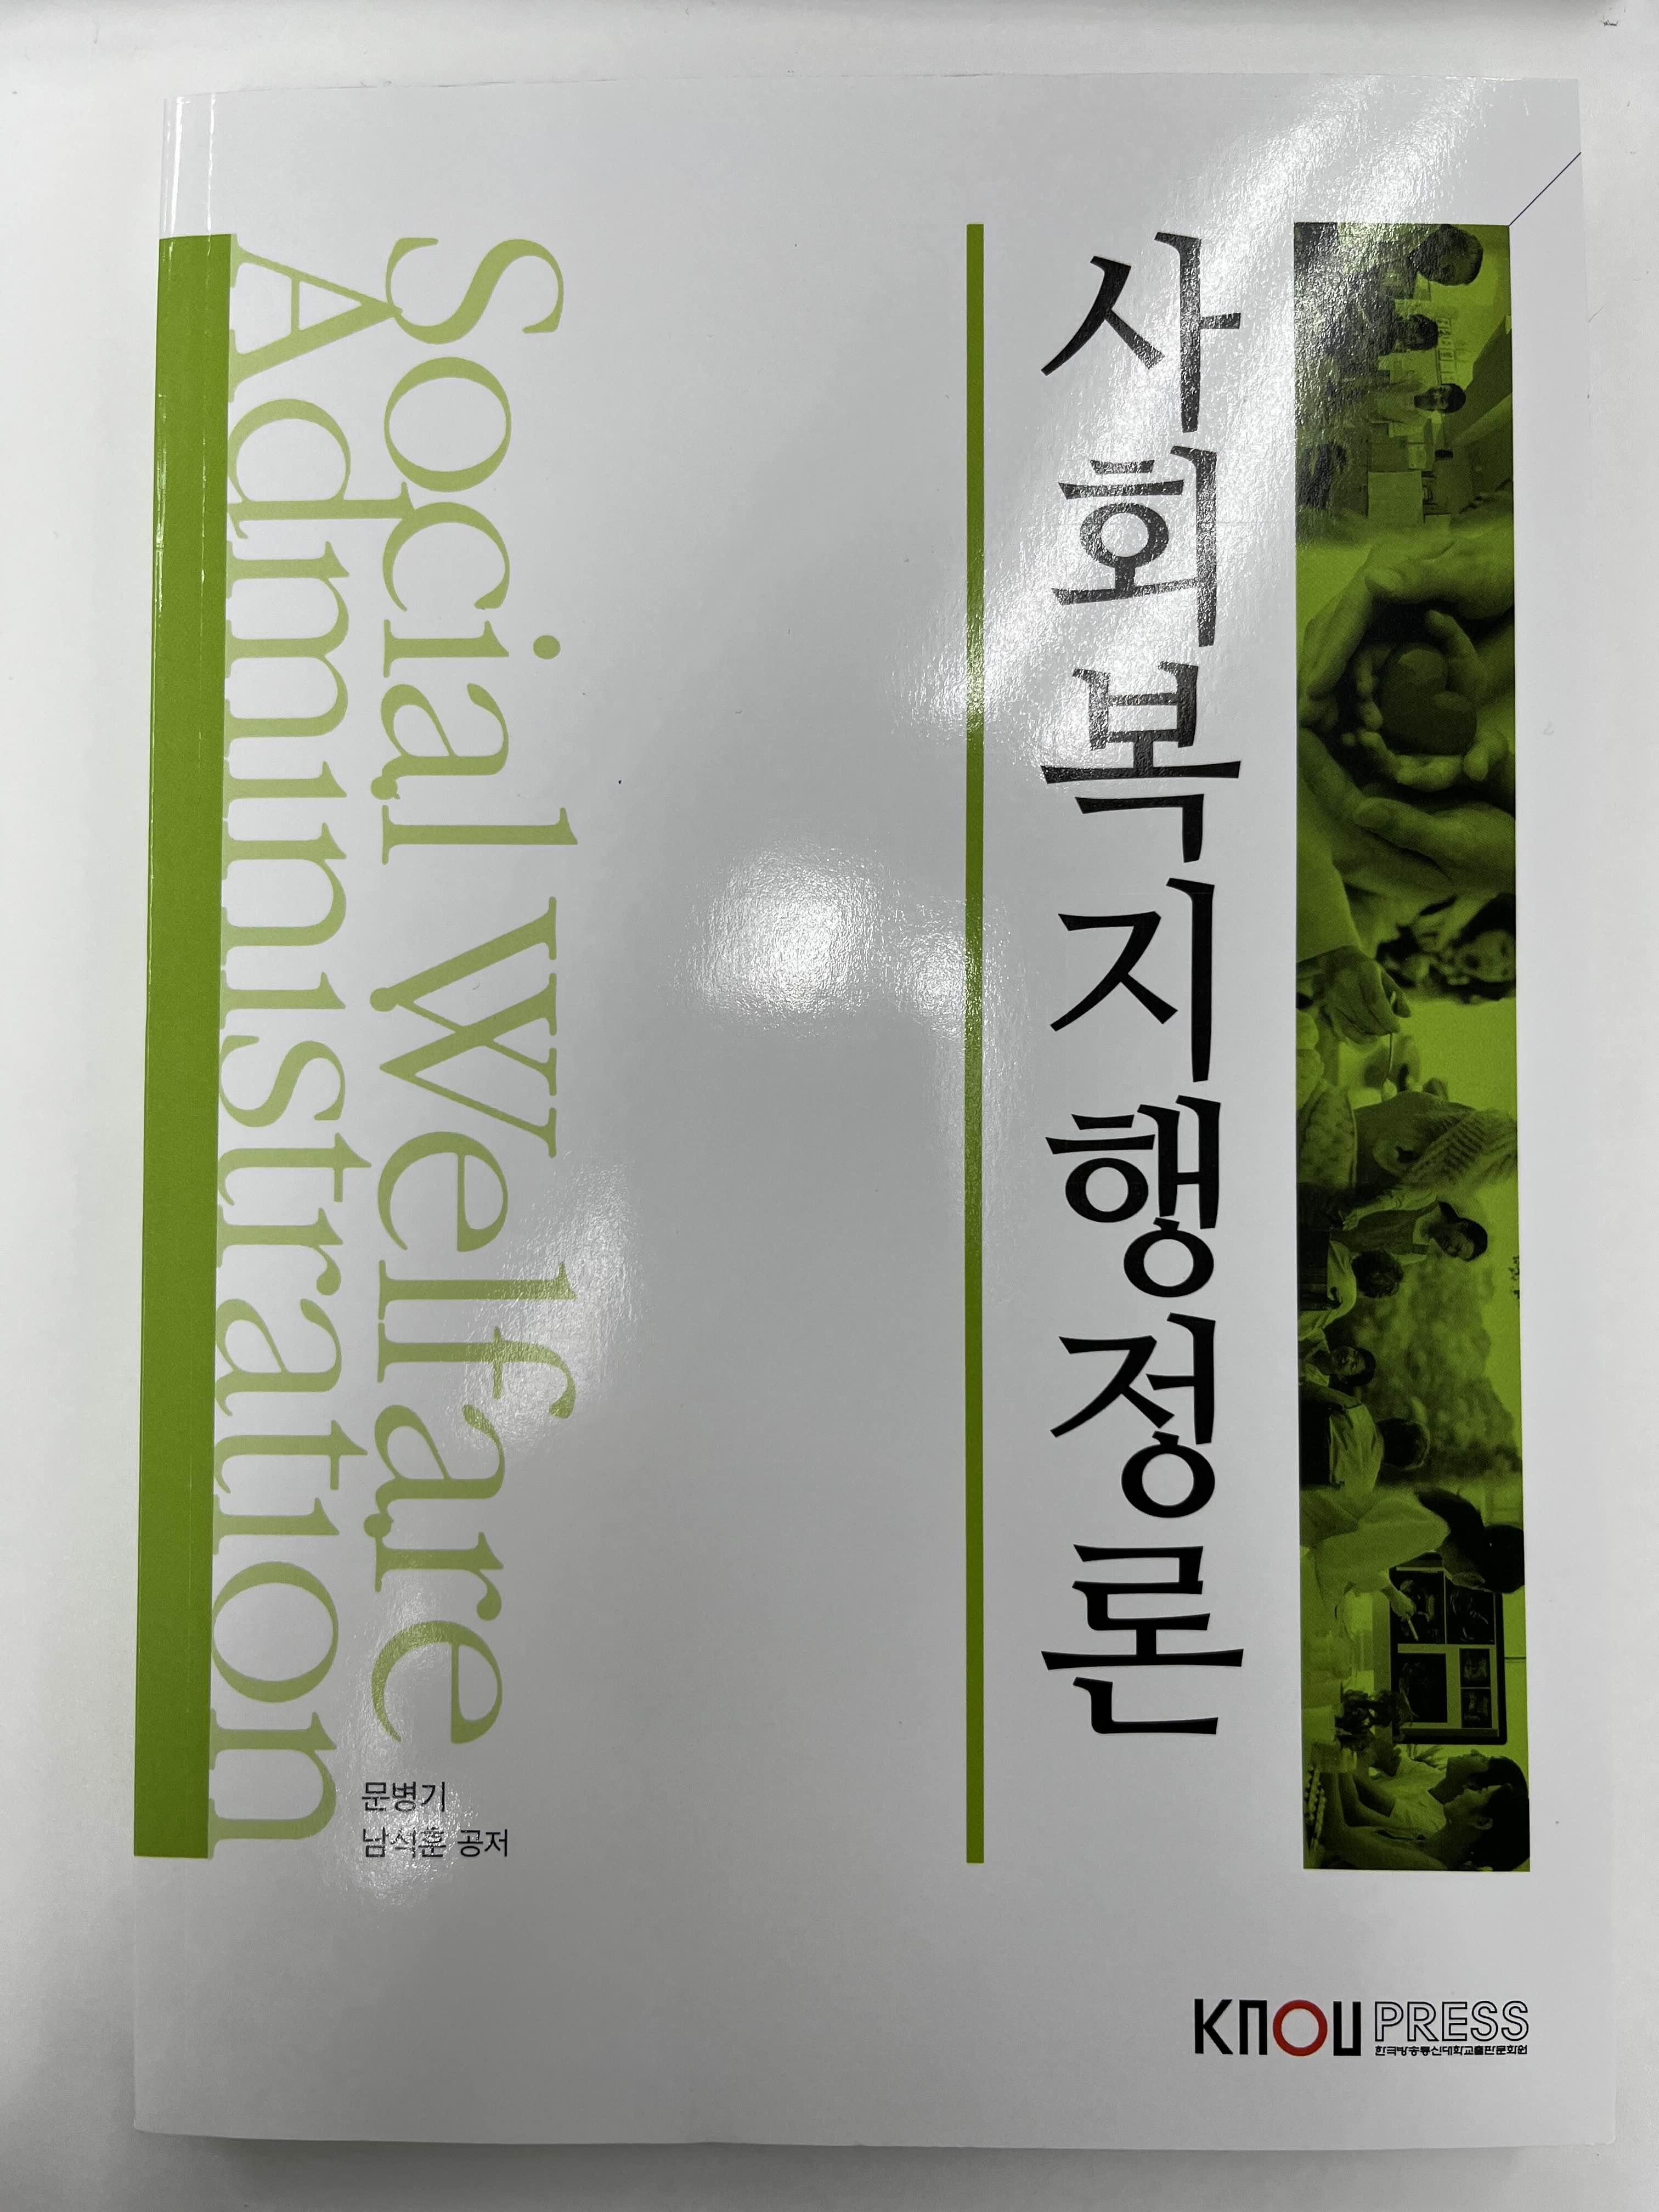 사회복지행정론
Social Welfare
Administration
문병기
남석훈 공저
KNOU PRESS
한국방송통신대학교출판문화원